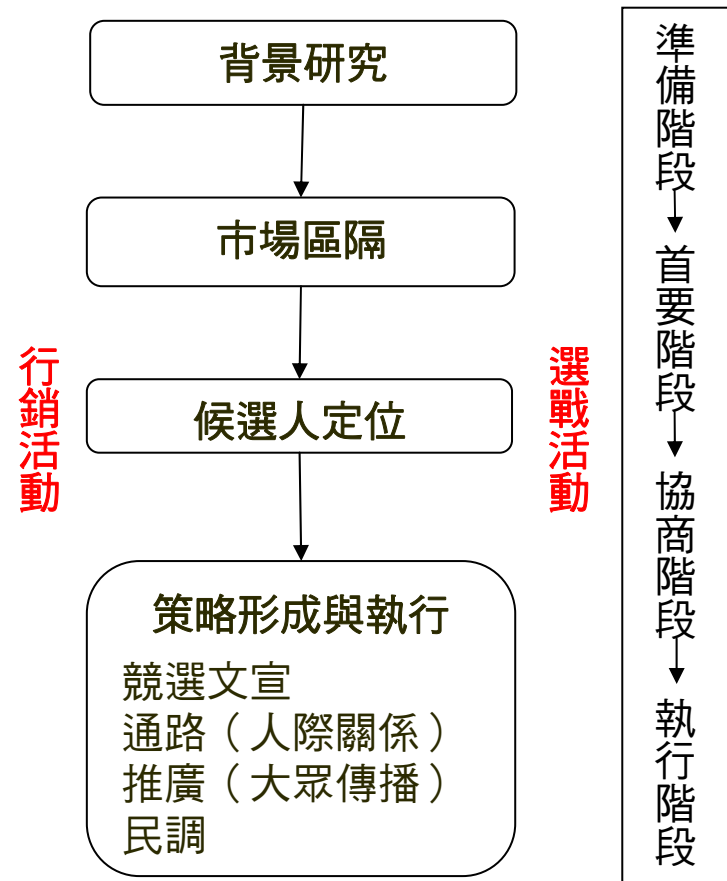 背景研究
市場區隔
行銷活動
候選人定位
選戰活動
策略形成與執行
競選文宣
通路（人際關係）
推廣（大眾傳播）
民調
準備階段
首要階段
協商階段
執行階段